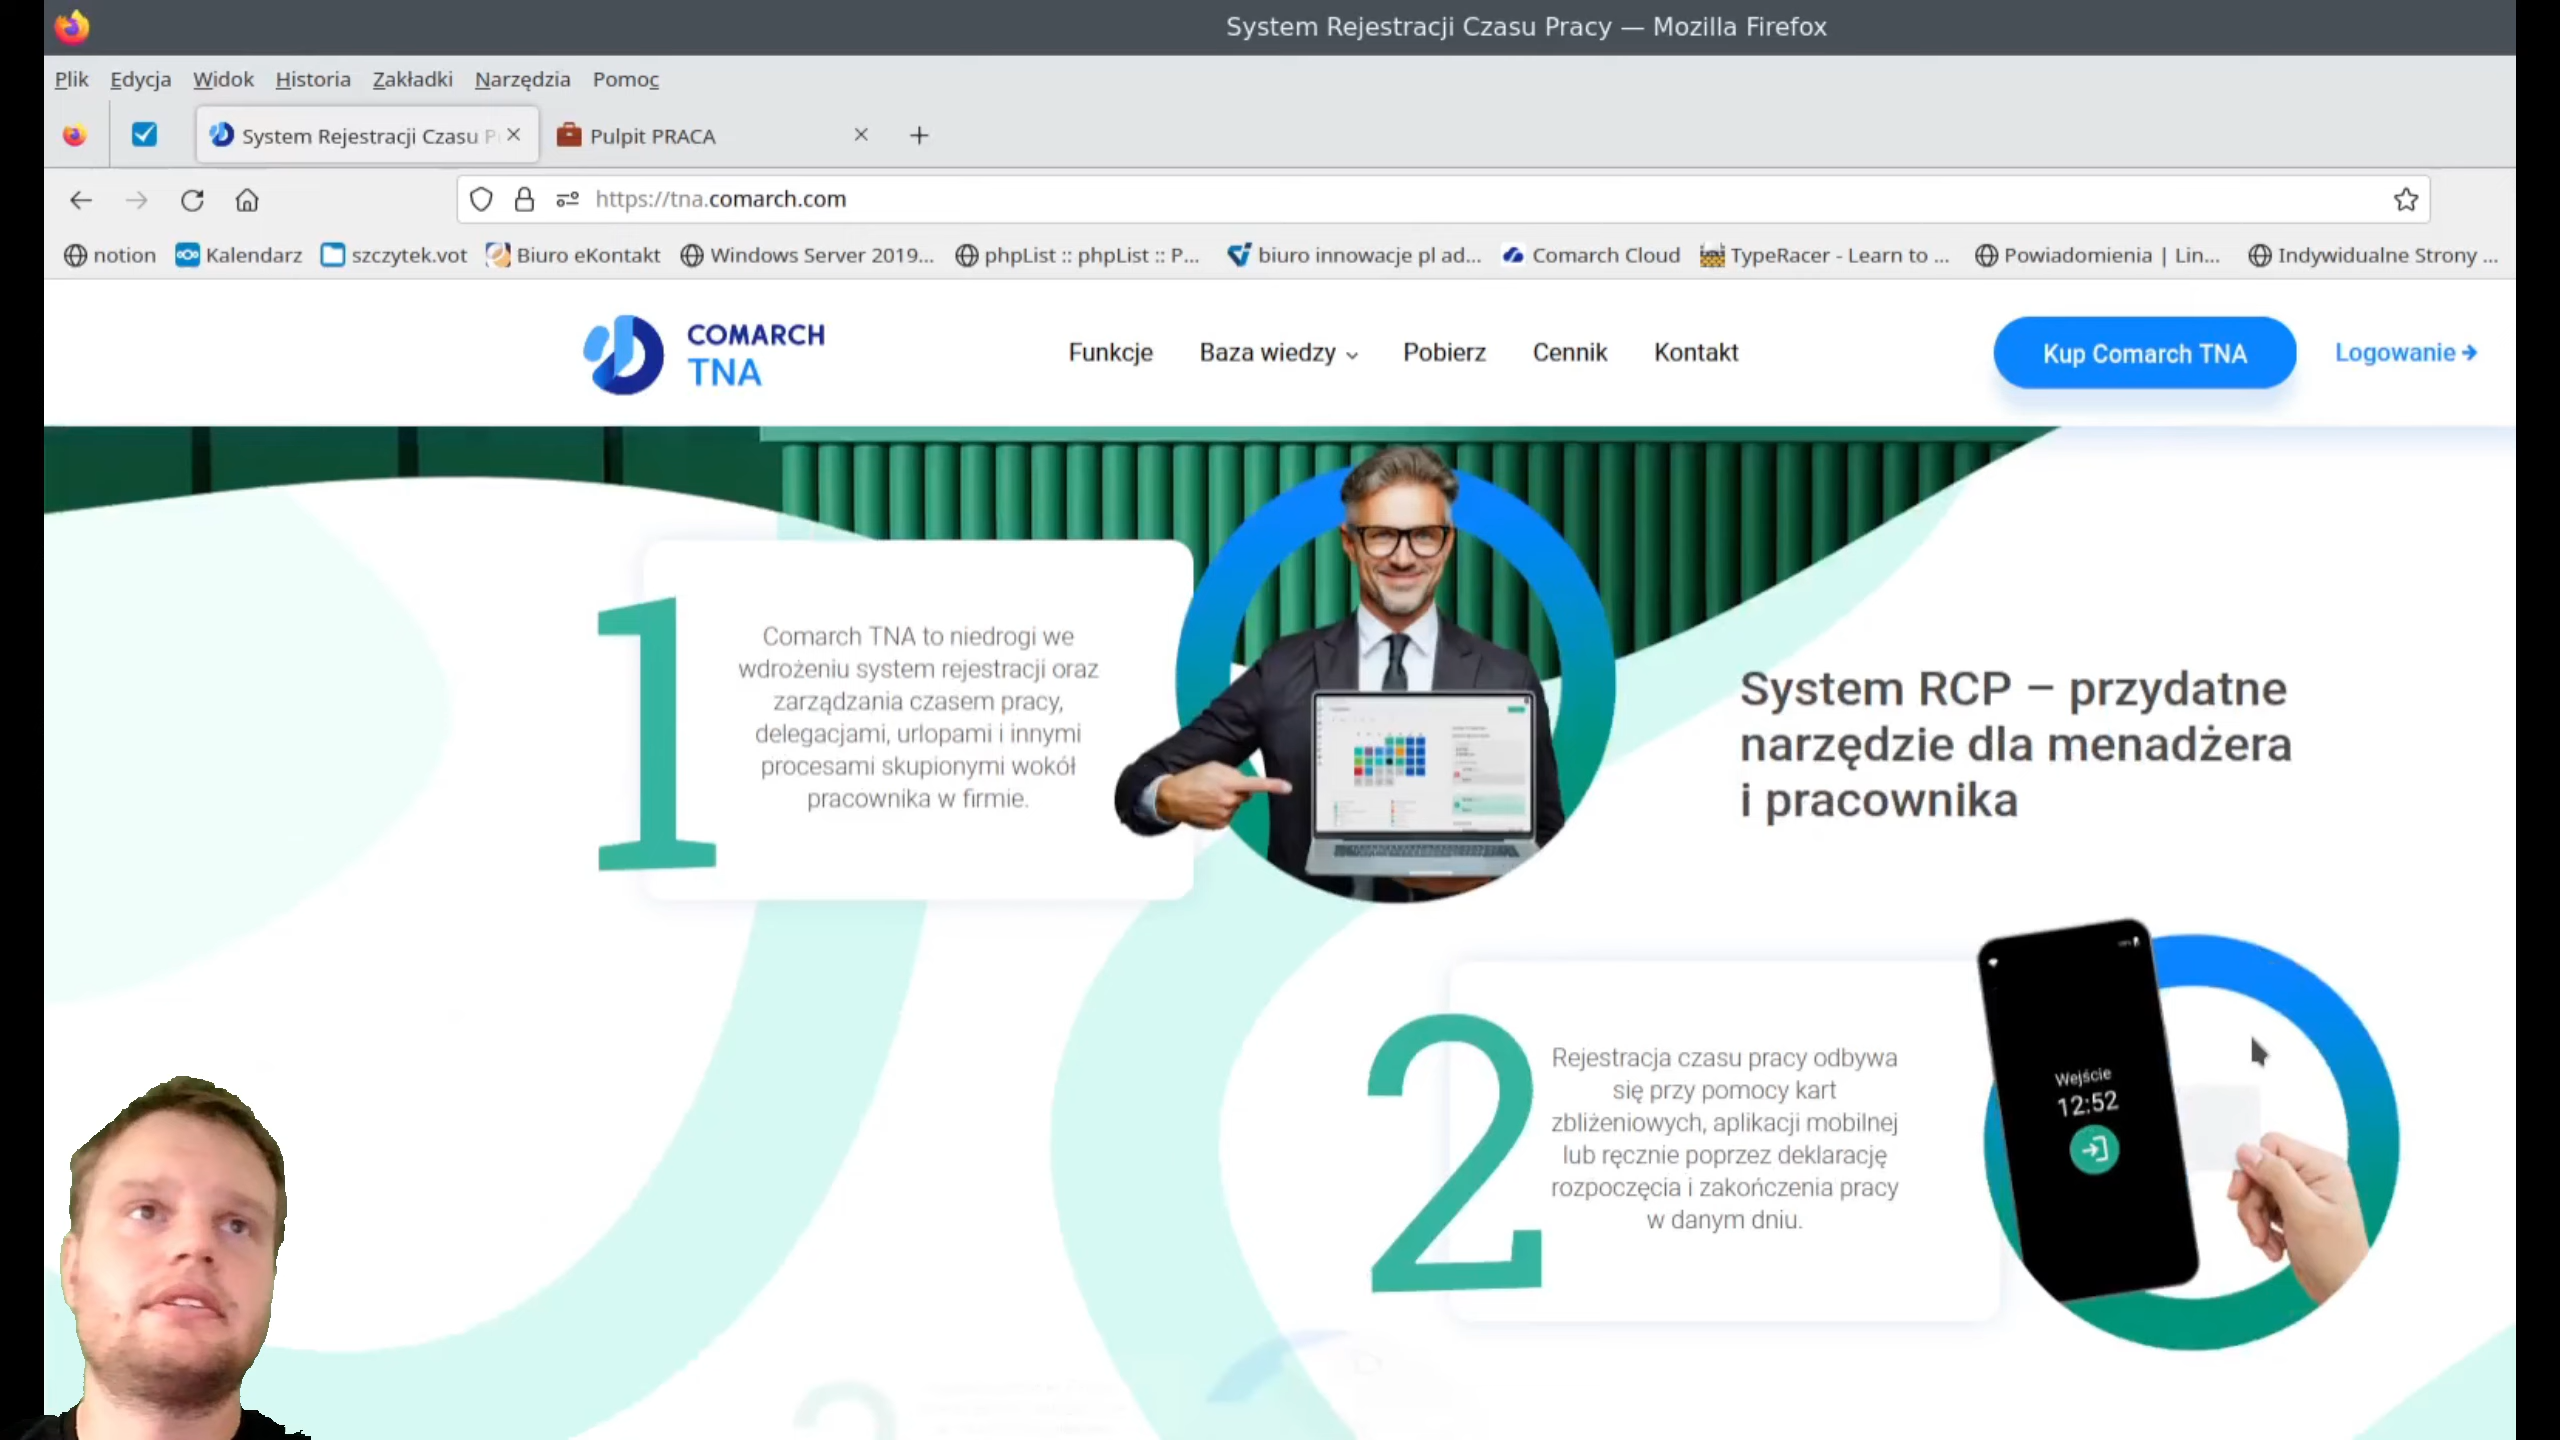 System Rejestracji Czasu Pracy — Mozilla Firefox
Plik Edycja Widok Historia Zakładki Narzędzia Pomoc
System Rejestracji Czasu P
Pulpit PRACA
https://tna.comarch.com
notion Kalendarz szczytek.vot Biuro eKontakt Windows Server 2019... phpList :: phpList :: P... biuro innowacje pl ad... Comarch Cloud TypeRacer - Learn to ... Powiadomienia | Lin... Indywidualne Strony ...
COMARCH
TNA
Funkcje Baza wiedzy Pobierz Cennik Kontakt
Kup Comarch TNA
Logowanie
1
Comarch TNA to niedrogi we
wdrożeniu system rejestracji oraz
zarządzania czasem pracy,
delegacjami, urlopami i innymi
procesami skupionymi wokół
pracownika w firmie.
System RCP – przydatne
narzędzie dla menadżera
i pracownika
2
Rejestracja czasu pracy odbywa
się przy pomocy kart
zbliżeniowych, aplikacji mobilnej
lub ręcznie poprzez deklarację
rozpoczęcia i zakończenia pracy
w danym dniu.
Wejście
12:52